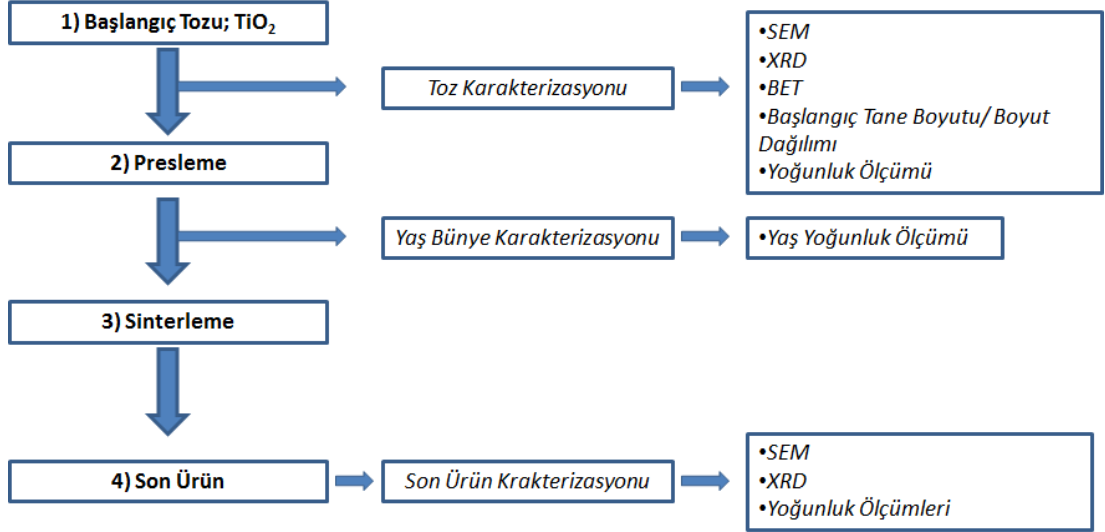 1) Başlangıç Tozu; TiO₂
Toz Karakterizasyonu
•SEM
•XRD
•BET
•Başlangıç Tane Boyutu/ Boyut
Dağılımı
•Yoğunluk Ölçümü
2) Presleme
Yaş Bünye Karakterizasyonu
•Yaş Yoğunluk Ölçümü
3) Sinterleme
4) Son Ürün
Son Ürün Krakterizasyonu
•SEM
•XRD
•Yoğunluk Ölçümleri